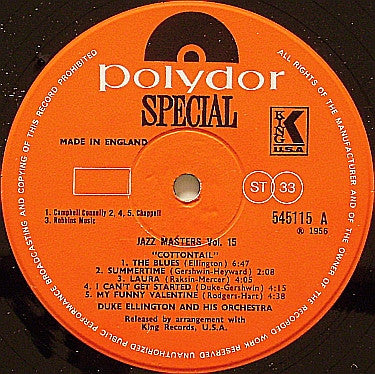 polydor
SPECIAL
MADE IN ENGLAND
KING
U.S.A
ST 33
1. Campbell Connelly 2, 4, 5. Chappell
3. Robbins Music
545115 A
℗ 1956
JAZZ MASTERS Vol. 15
"COTTONTAIL"
1. THE BLUES (Ellington) 6:31
2. SUMMERTIME (Gershwin-Heyward) 2:08
3. LAURA (Raksin-Mercer) 4:05
4. I CAN'T GET STARTED (Duke-Gershwin) 4:15
5. MY FUNNY VALENTINE (Rodgers-Hart) 4:25
DUKE ELLINGTON AND HIS ORCHESTRA
Released by arrangement with
King Records, U.S.A.
ALL RIGHTS OF THE MANUFACTURER AND OF THE OWNER OF THE RECORDED WORK RESERVED UNAUTHORIZED PUBLIC PERFORMANCE BROADCASTING AND COPYING OF THIS RECORD PROHIBITED